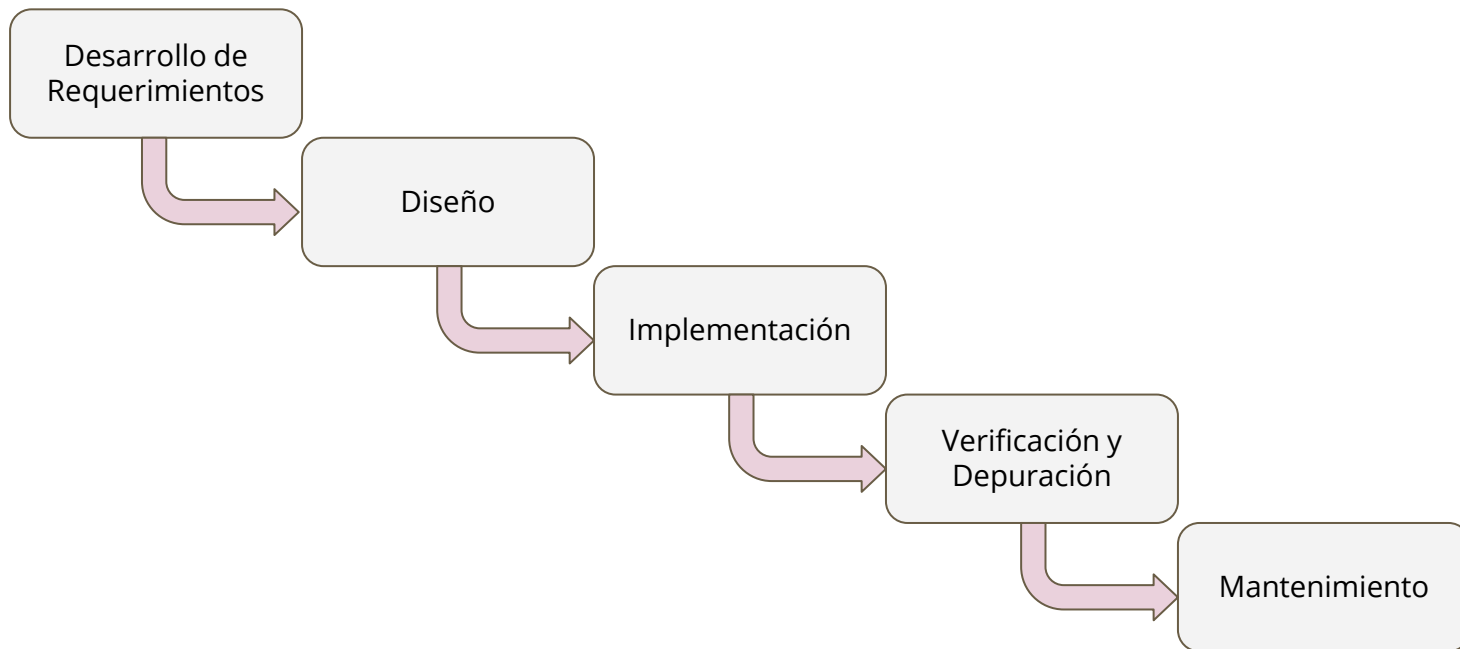 Desarrollo de
Requerimientos
Diseño
Implementación
Verificación y
Depuración
Mantenimiento